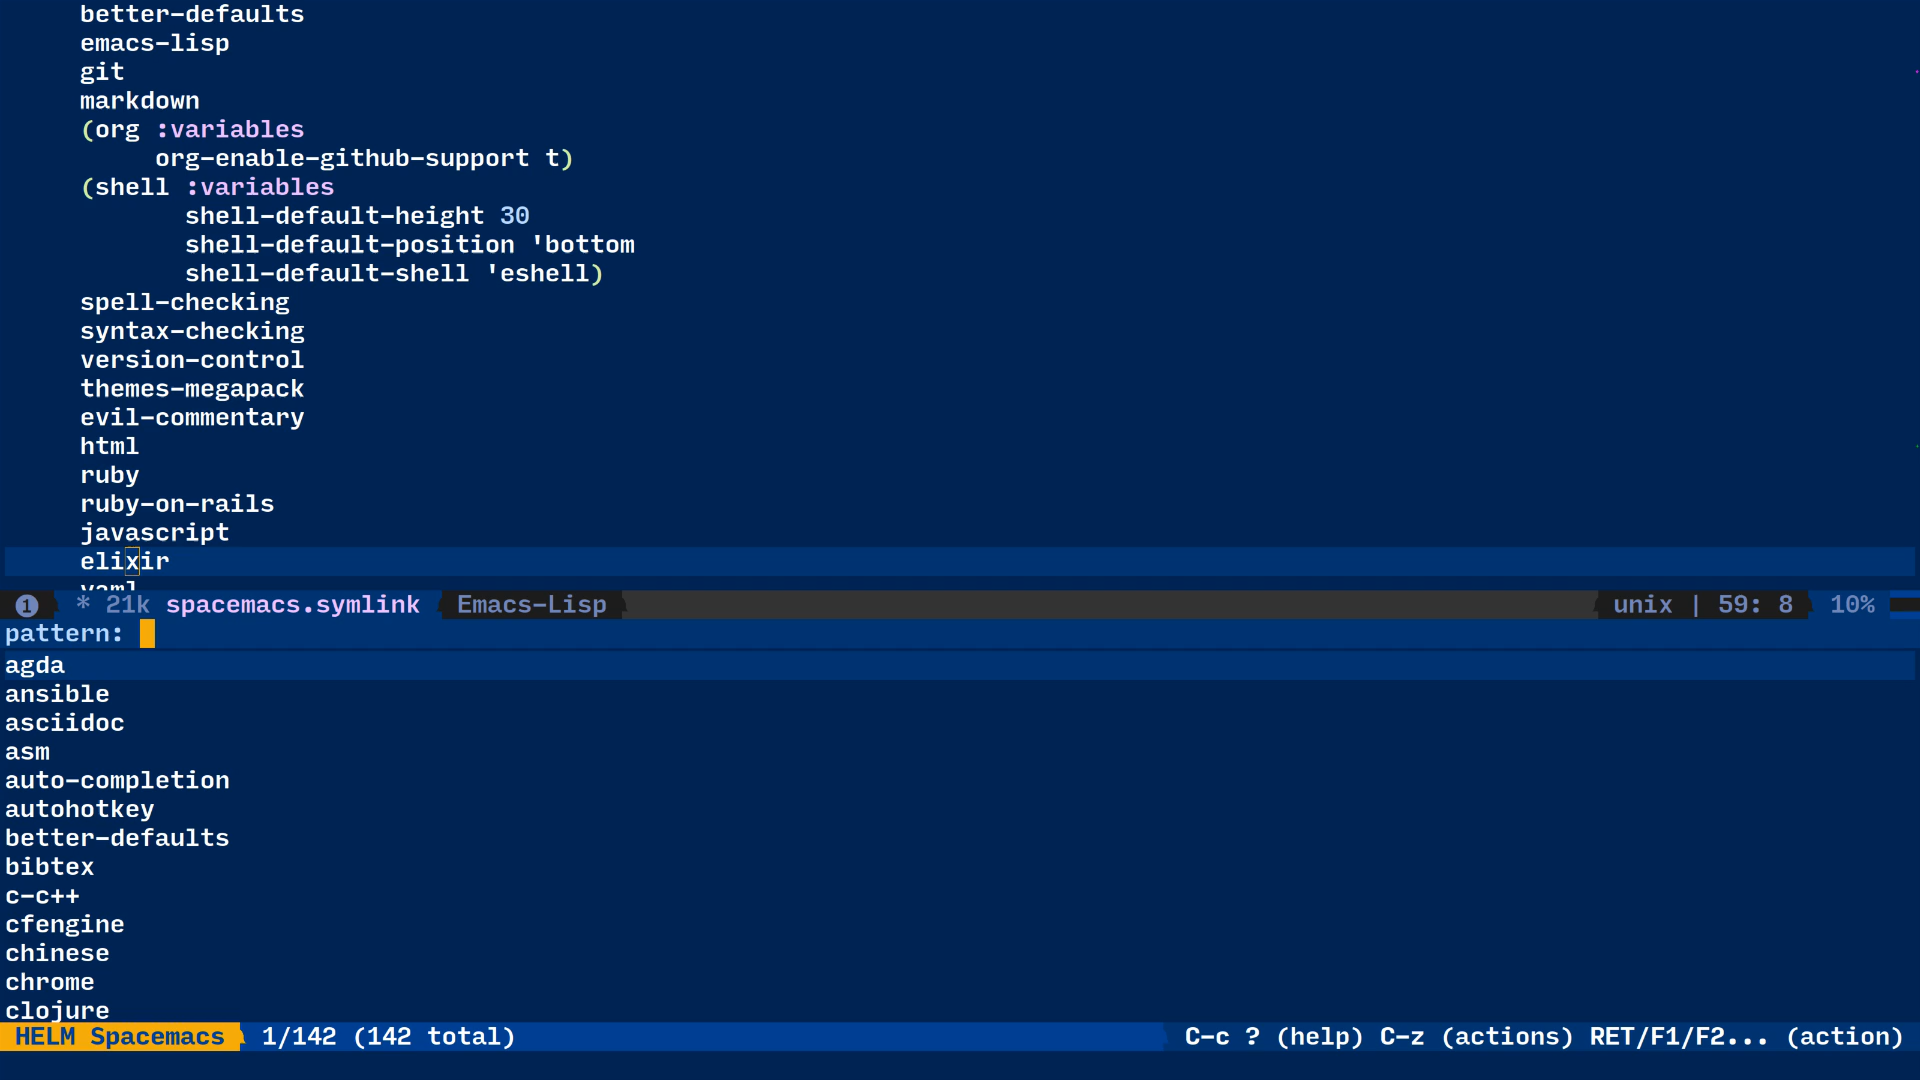 better-defaults
emacs-lisp
git
markdown
(org :variables
org-enable-github-support t)
(shell :variables
shell-default-height 30
shell-default-position 'bottom
shell-default-shell 'eshell)
spell-checking
syntax-checking
version-control
themes-megapack
evil-commentary
html
ruby
ruby-on-rails
javascript
elixir
yaml
1 * 21k spacemacs.symlink Emacs-Lisp unix | 59: 8 10%
pattern:
agda
ansible
asciidoc
asm
auto-completion
autohotkey
better-defaults
bibtex
c-c++
cfengine
chinese
chrome
clojure
HELM Spacemacs 1/142 (142 total) C-c ? (help) C-z (actions) RET/F1/F2... (action)